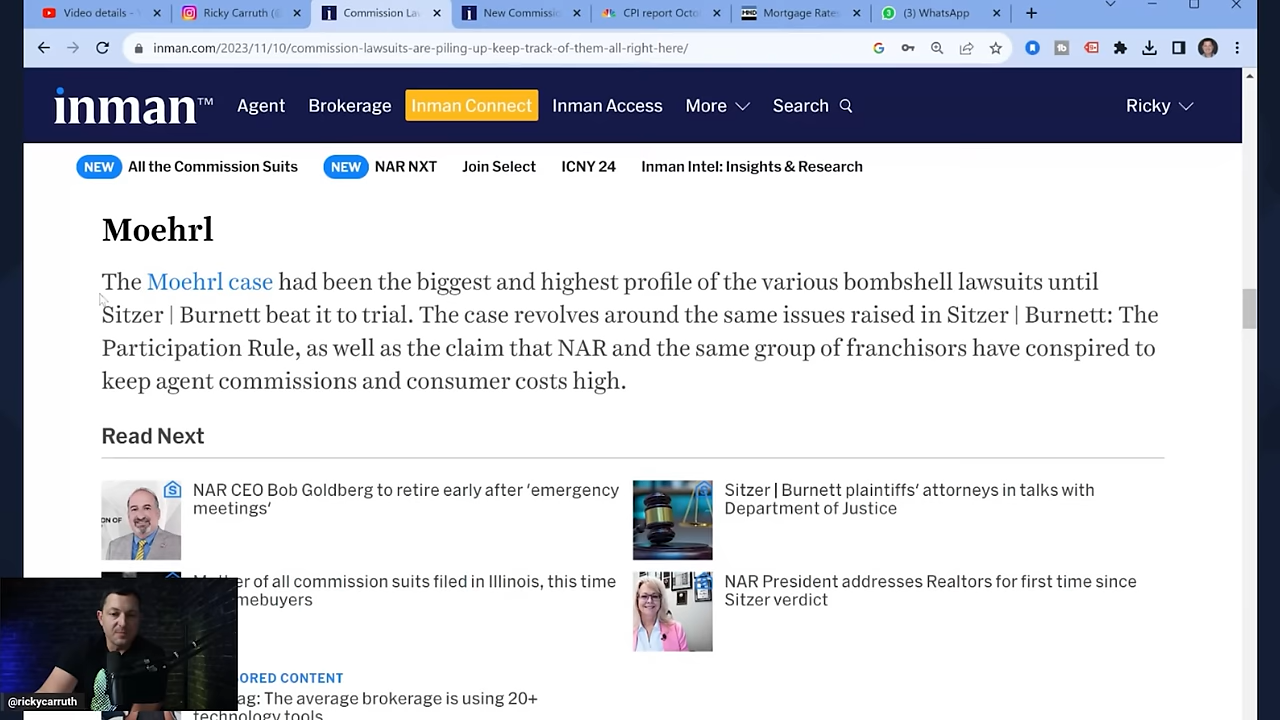 Video details - Y
Ricky Carruth (@
Commission La
New Commissio
CPI report Octo
Mortgage Rates
(3) WhatsApp
inman.com/2023/11/10/commission-lawsuits-are-piling-up-keep-track-of-them-all-right-here/
inman™ Agent Brokerage Inman Connect Inman Access More Search Ricky
NEW All the Commission Suits NEW NAR NXT Join Select ICNY 24 Inman Intel: Insights & Research
Moehrl
The Moehrl case had been the biggest and highest profile of the various bombshell lawsuits until
Sitzer | Burnett beat it to trial. The case revolves around the same issues raised in Sitzer | Burnett: The
Participation Rule, as well as the claim that NAR and the same group of franchisors have conspired to
keep agent commissions and consumer costs high.
Read Next
NAR CEO Bob Goldberg to retire early after 'emergency
meetings'
Sitzer | Burnett plaintiffs' attorneys in talks with
Department of Justice
er of all commission suits filed in Illinois, this time
mebuyers
NAR President addresses Realtors for first time since
Sitzer verdict
ORED CONTENT
ag: The average brokerage is using 20+
technology tools
@rickycarruth